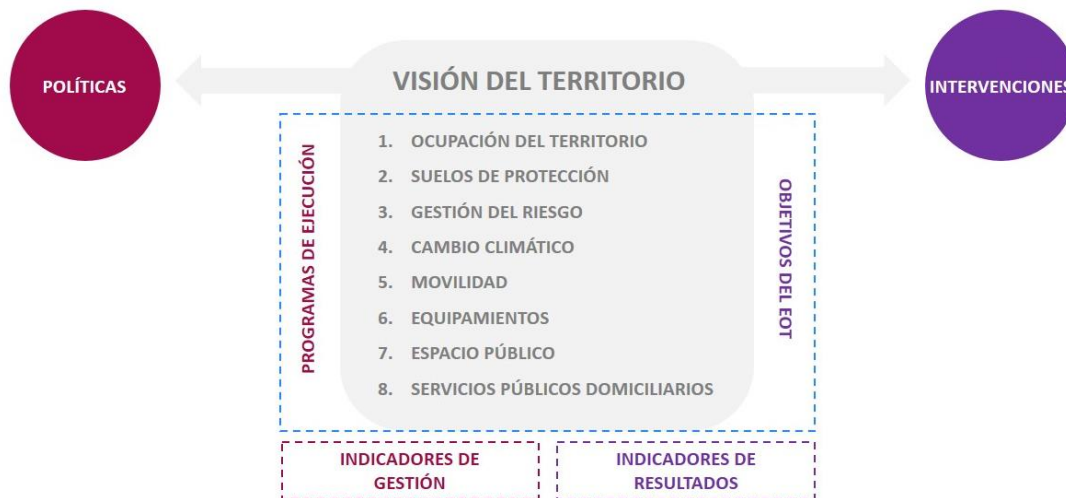 POLÍTICAS
VISIÓN DEL TERRITORIO
INTERVENCIONES
PROGRAMAS DE EJECUCIÓN
1. OCUPACIÓN DEL TERRITORIO
2. SUELOS DE PROTECCIÓN
3. GESTIÓN DEL RIESGO
4. CAMBIO CLIMÁTICO
5. MOVILIDAD
6. EQUIPAMIENTOS
7. ESPACIO PÚBLICO
8. SERVICIOS PÚBLICOS DOMICILIARIOS
OBJETIVOS DEL EOT
INDICADORES DE
GESTIÓN
INDICADORES DE
RESULTADOS